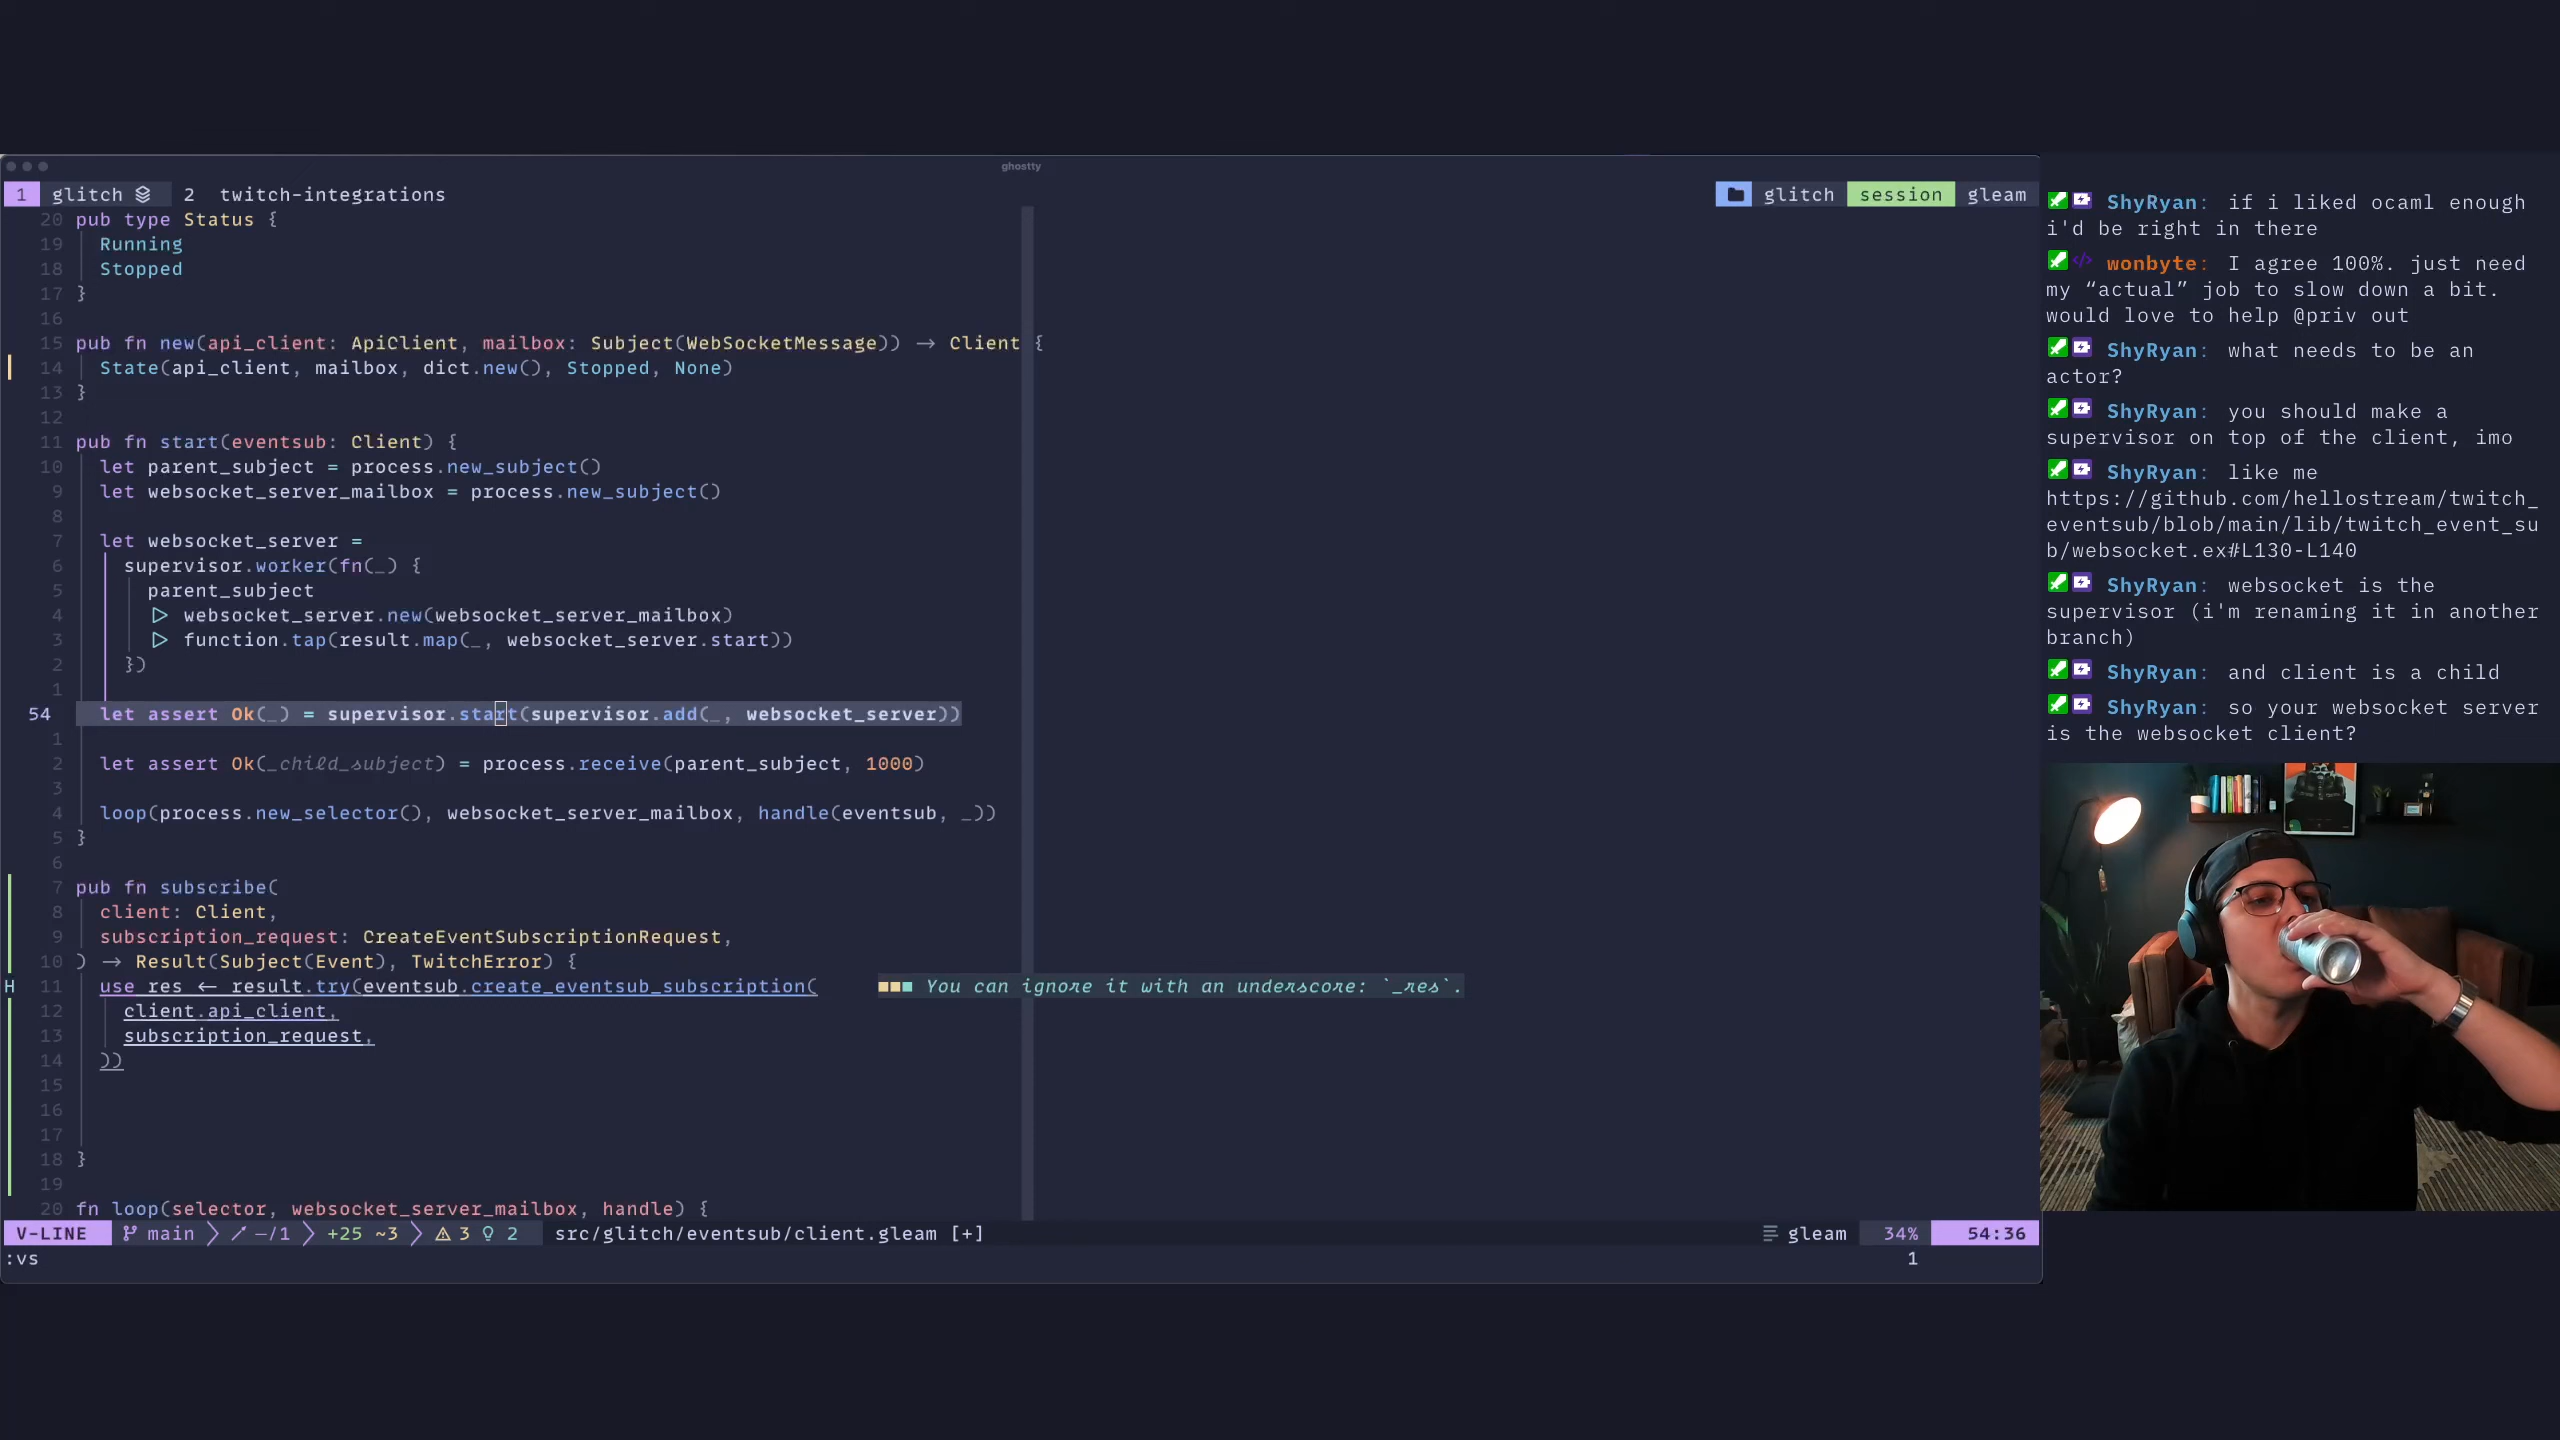 ghostty
1 glitch 2 twitch-integrations
glitch session gleam
20 pub type Status {
19 Running
18 Stopped
17 }
16
15 pub fn new(api_client: ApiClient, mailbox: Subject(WebSocketMessage)) -> Client {
14 State(api_client, mailbox, dict.new(), Stopped, None)
13 }
12
11 pub fn start(eventsub: Client) {
10 let parent_subject = process.new_subject()
9 let websocket_server_mailbox = process.new_subject()
8
7 let websocket_server =
6 supervisor.worker(fn(_) {
5 parent_subject
4 |> websocket_server.new(websocket_server_mailbox)
3 |> function.tap(result.map(_, websocket_server.start))
2 })
1
54 let assert Ok(_) = supervisor.start(supervisor.add(_, websocket_server))
1
2 let assert Ok(_child_subject) = process.receive(parent_subject, 1000)
3
4 loop(process.new_selector(), websocket_server_mailbox, handle(eventsub, _))
5 }
6
7 pub fn subscribe(
8 client: Client,
9 subscription_request: CreateEventSubscriptionRequest,
10 ) -> Result(Subject(Event), TwitchError) {
H 11 use res <- result.try(eventsub.create_eventsub_subscription( ■■■ You can ignore it with an underscore: `_res`.
12 client.api_client,
13 subscription_request,
14 ))
15
16
17
18 }
19
20 fn loop(selector, websocket_server_mailbox, handle) {
V-LINE main —/1 +25 ~3 3 2 src/glitch/eventsub/client.gleam [+] gleam 34% 54:36
:vs 1
ShyRyan: if i liked ocaml enough
i'd be right in there
wonbyte: I agree 100%. just need
my “actual” job to slow down a bit.
would love to help @priv out
ShyRyan: what needs to be an
actor?
ShyRyan: you should make a
supervisor on top of the client, imo
ShyRyan: like me
https://github.com/hellostream/twitch_
eventsub/blob/main/lib/twitch_event_su
b/websocket.ex#L130-L140
ShyRyan: websocket is the
supervisor (i'm renaming it in another
branch)
ShyRyan: and client is a child
ShyRyan: so your websocket server
is the websocket client?